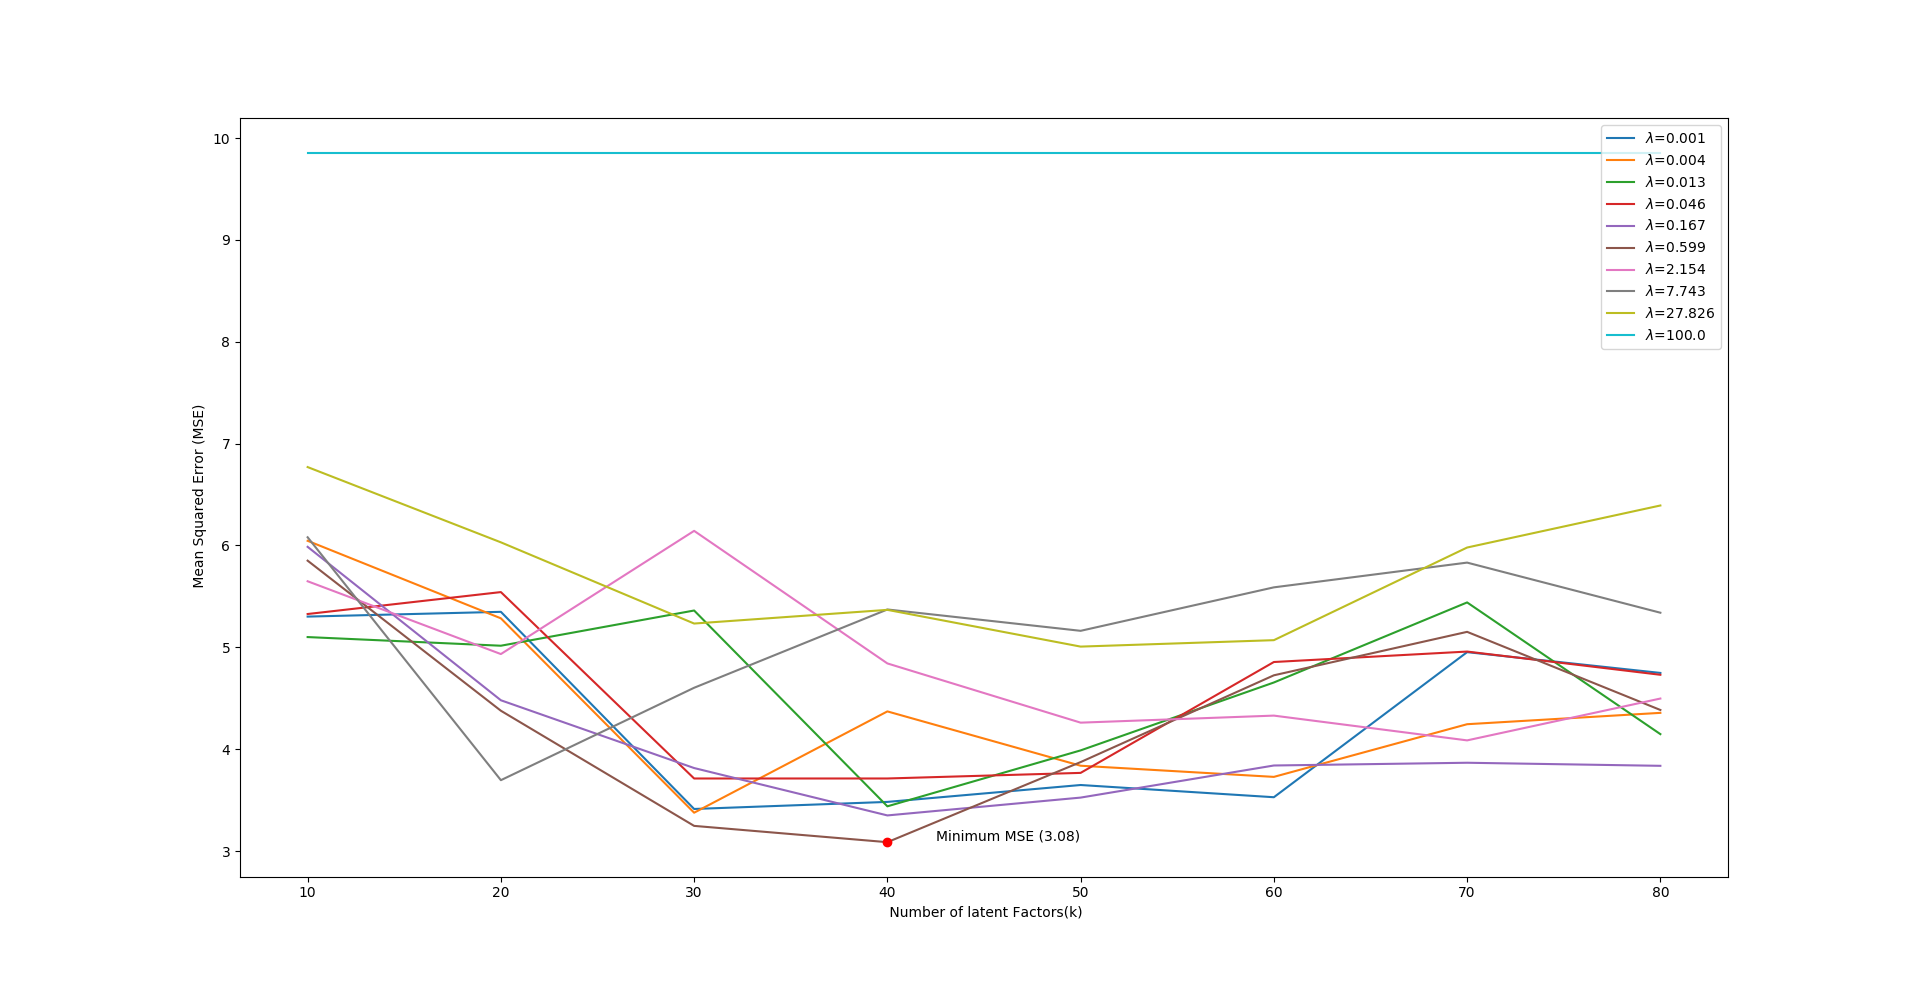 10
9
8
7
6
5
4
3
Mean Squared Error (MSE)
λ=0.001
λ=0.004
λ=0.013
λ=0.046
λ=0.167
λ=0.599
λ=2.154
λ=7.743
λ=27.826
λ=100.0
Minimum MSE (3.08)
10 20 30 40 50 60 70 80
Number of latent Factors(k)